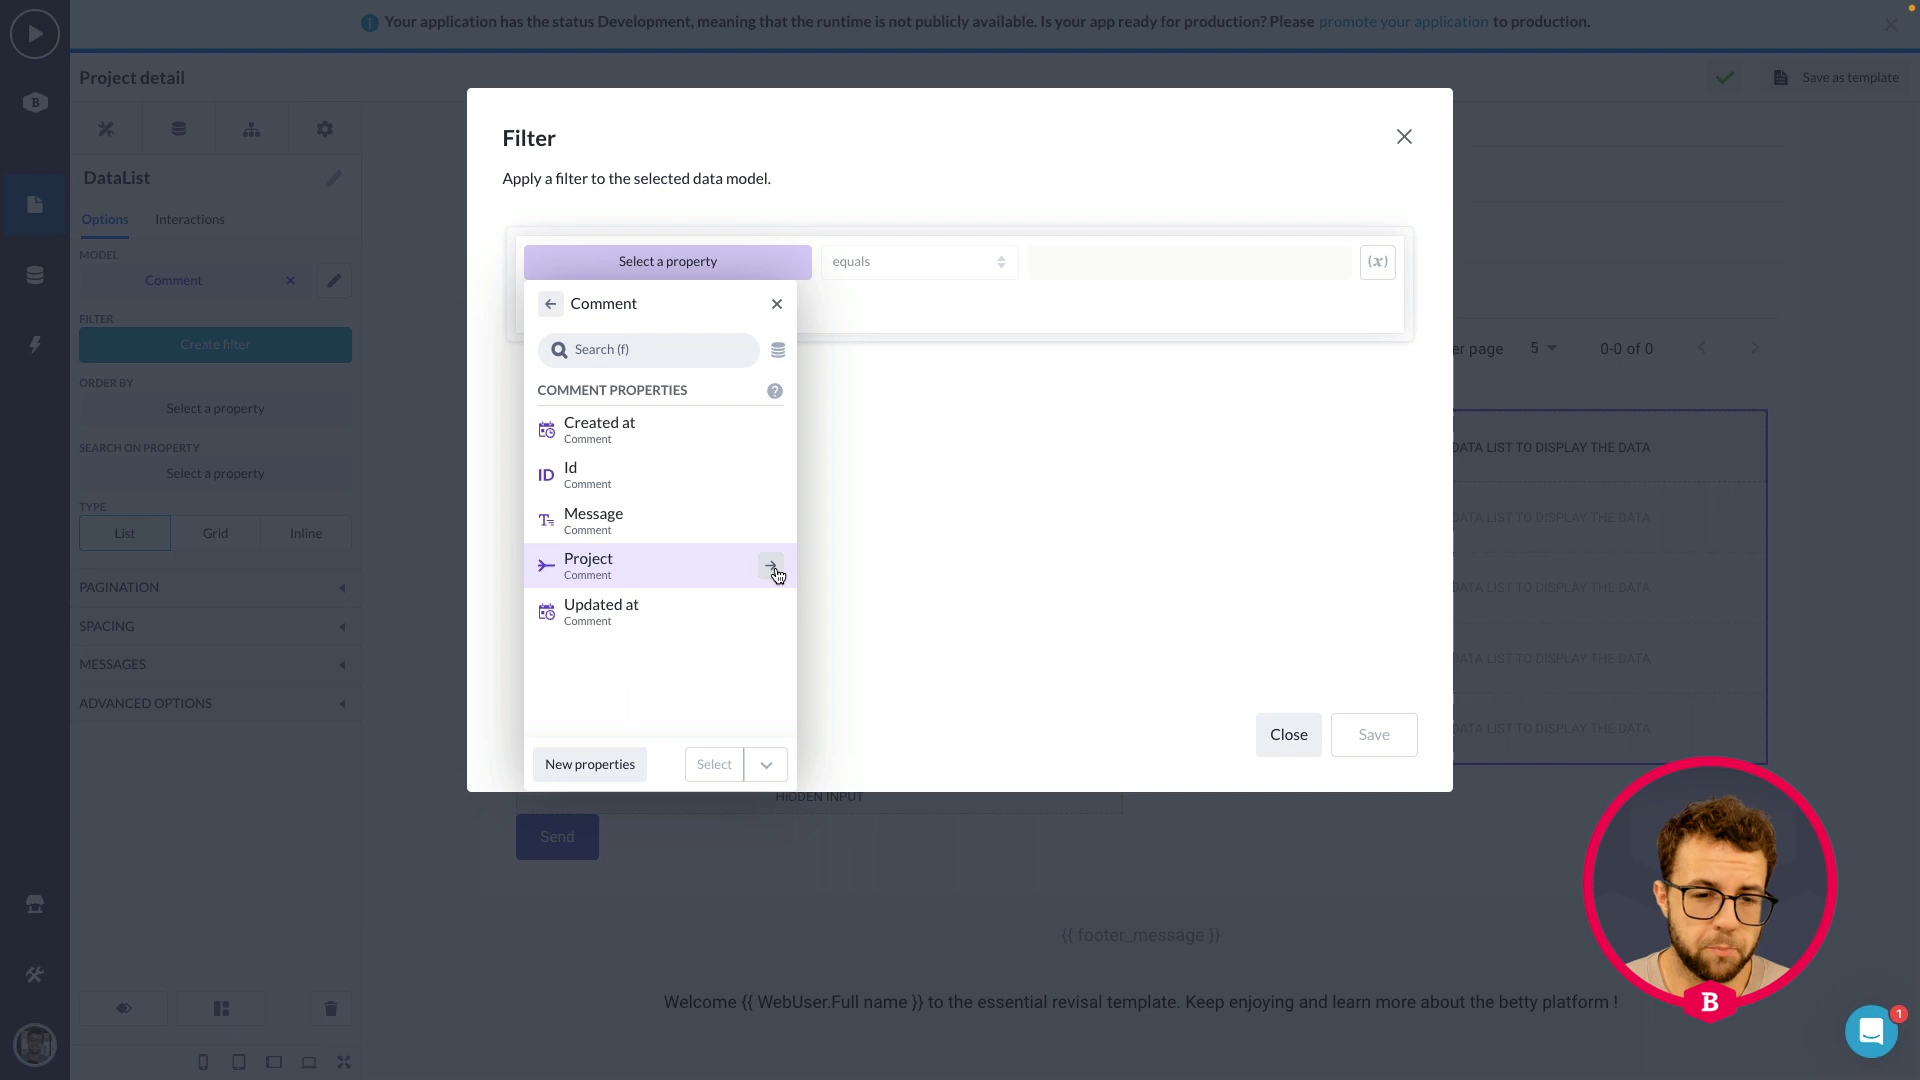 Your application has the status Development, meaning that the runtime is not publicly available. Is your app ready for production? Please promote your application to production.
Project detail
Save as template
DataList
Options
Interactions
MODEL
Comment
FILTER
Create filter
ORDER BY
Select a property
SEARCH ON PROPERTY
Select a property
TYPE
List
Grid
Inline
PAGINATION
SPACING
MESSAGES
ADVANCED OPTIONS
Filter
Apply a filter to the selected data model.
Select a property
equals
(x)
Comment
Search (f)
COMMENT PROPERTIES
?
Created at
Comment
ID
Id
Comment
Message
Comment
Project
Comment
Updated at
Comment
New properties
Select
Close
Save
er page
5
0-0 of 0
DATA LIST TO DISPLAY THE DATA
DATA LIST TO DISPLAY THE DATA
DATA LIST TO DISPLAY THE DATA
DATA LIST TO DISPLAY THE DATA
DATA LIST TO DISPLAY THE DATA
HIDDEN INPUT
Send
{{ footer_message }}
Welcome {{ WebUser.Full name }} to the essential revisal template. Keep enjoying and learn more about the betty platform !
B
B
1